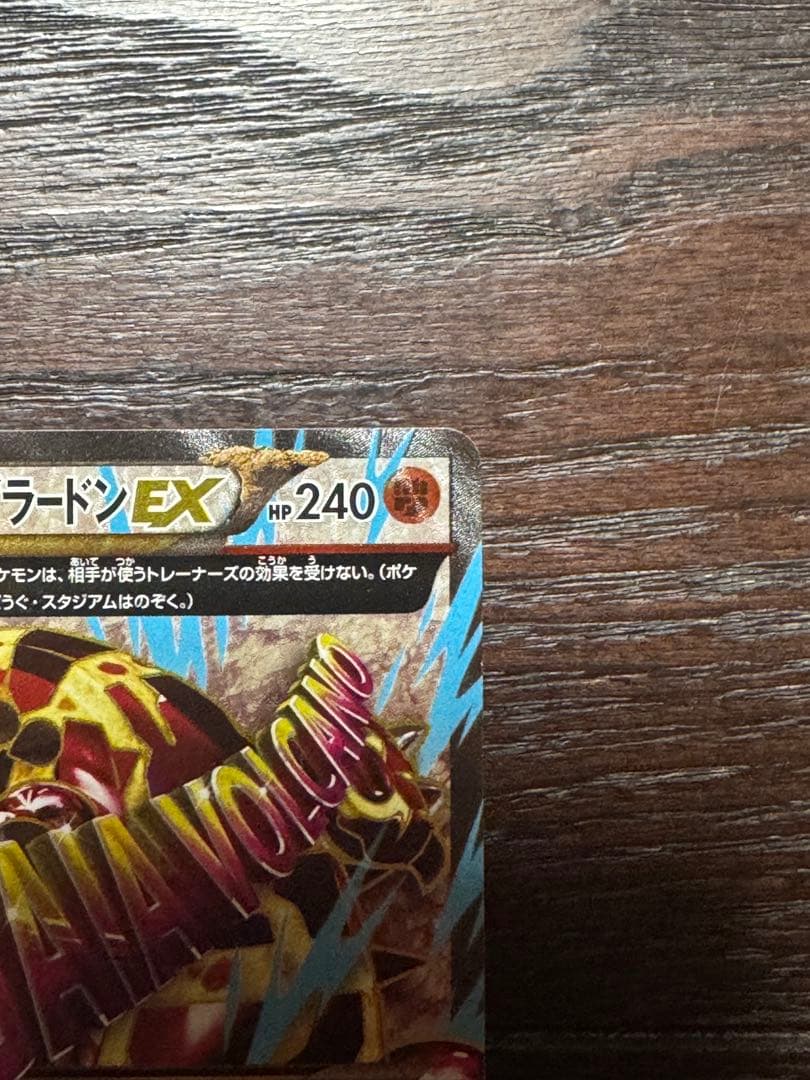 ラードンEX HP240
ケモンは、相手が使うトレーナーズの効果を受けない。(ポケ
うぐ・スタジアムはのぞく。)
GAIA VOLCANO